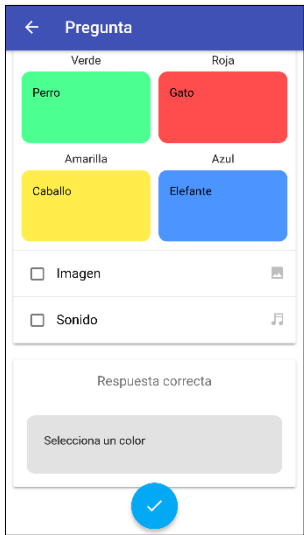 Pregunta
Verde Roja
Perro Gato
Amarilla Azul
Caballo Elefante
Imagen
Sonido
Respuesta correcta
Selecciona un color